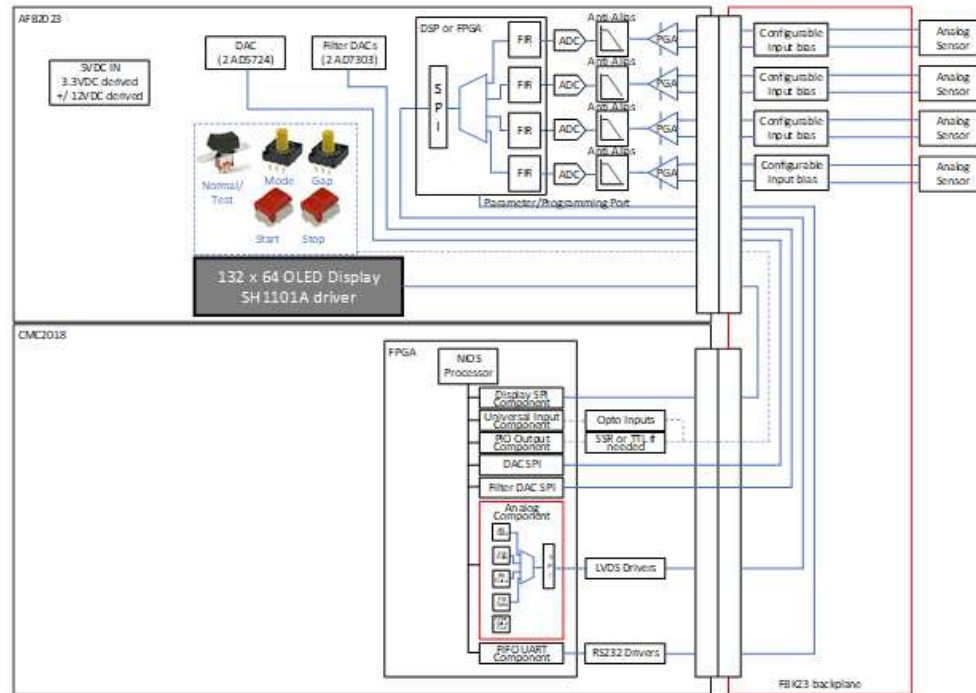 AFB2023
5VDC IN
3.3VDC derived
+/- 12VDC derived
DAC
(2 AD5724)
Filter DACs
(2 AD7303)
DSP or FPGA
SPI
FIR
ADC
Anti Alias
PGA
Configurable
Input bias
Analog
Sensor
FIR
ADC
Anti Alias
PGA
Configurable
Input bias
Analog
Sensor
FIR
ADC
Anti Alias
PGA
Configurable
Input bias
Analog
Sensor
FIR
ADC
Anti Alias
PGA
Configurable
Input bias
Analog
Sensor
Parameter/Programming Port
Normal/
Test
Mode
Gap
Start
Stop
132 x 64 OLED Display
SH1101A driver
CMC2018
FPGA
NIOS
Processor
Display SPI
Component
Universal Input
Component
Opto Inputs
PIO Output
Component
SSR or TTL if
needed
DAC SPI
Filter DAC SPI
Analog
Component
LVDS Drivers
FIFO UART
Component
RS232 Drivers
FBK23 backplane